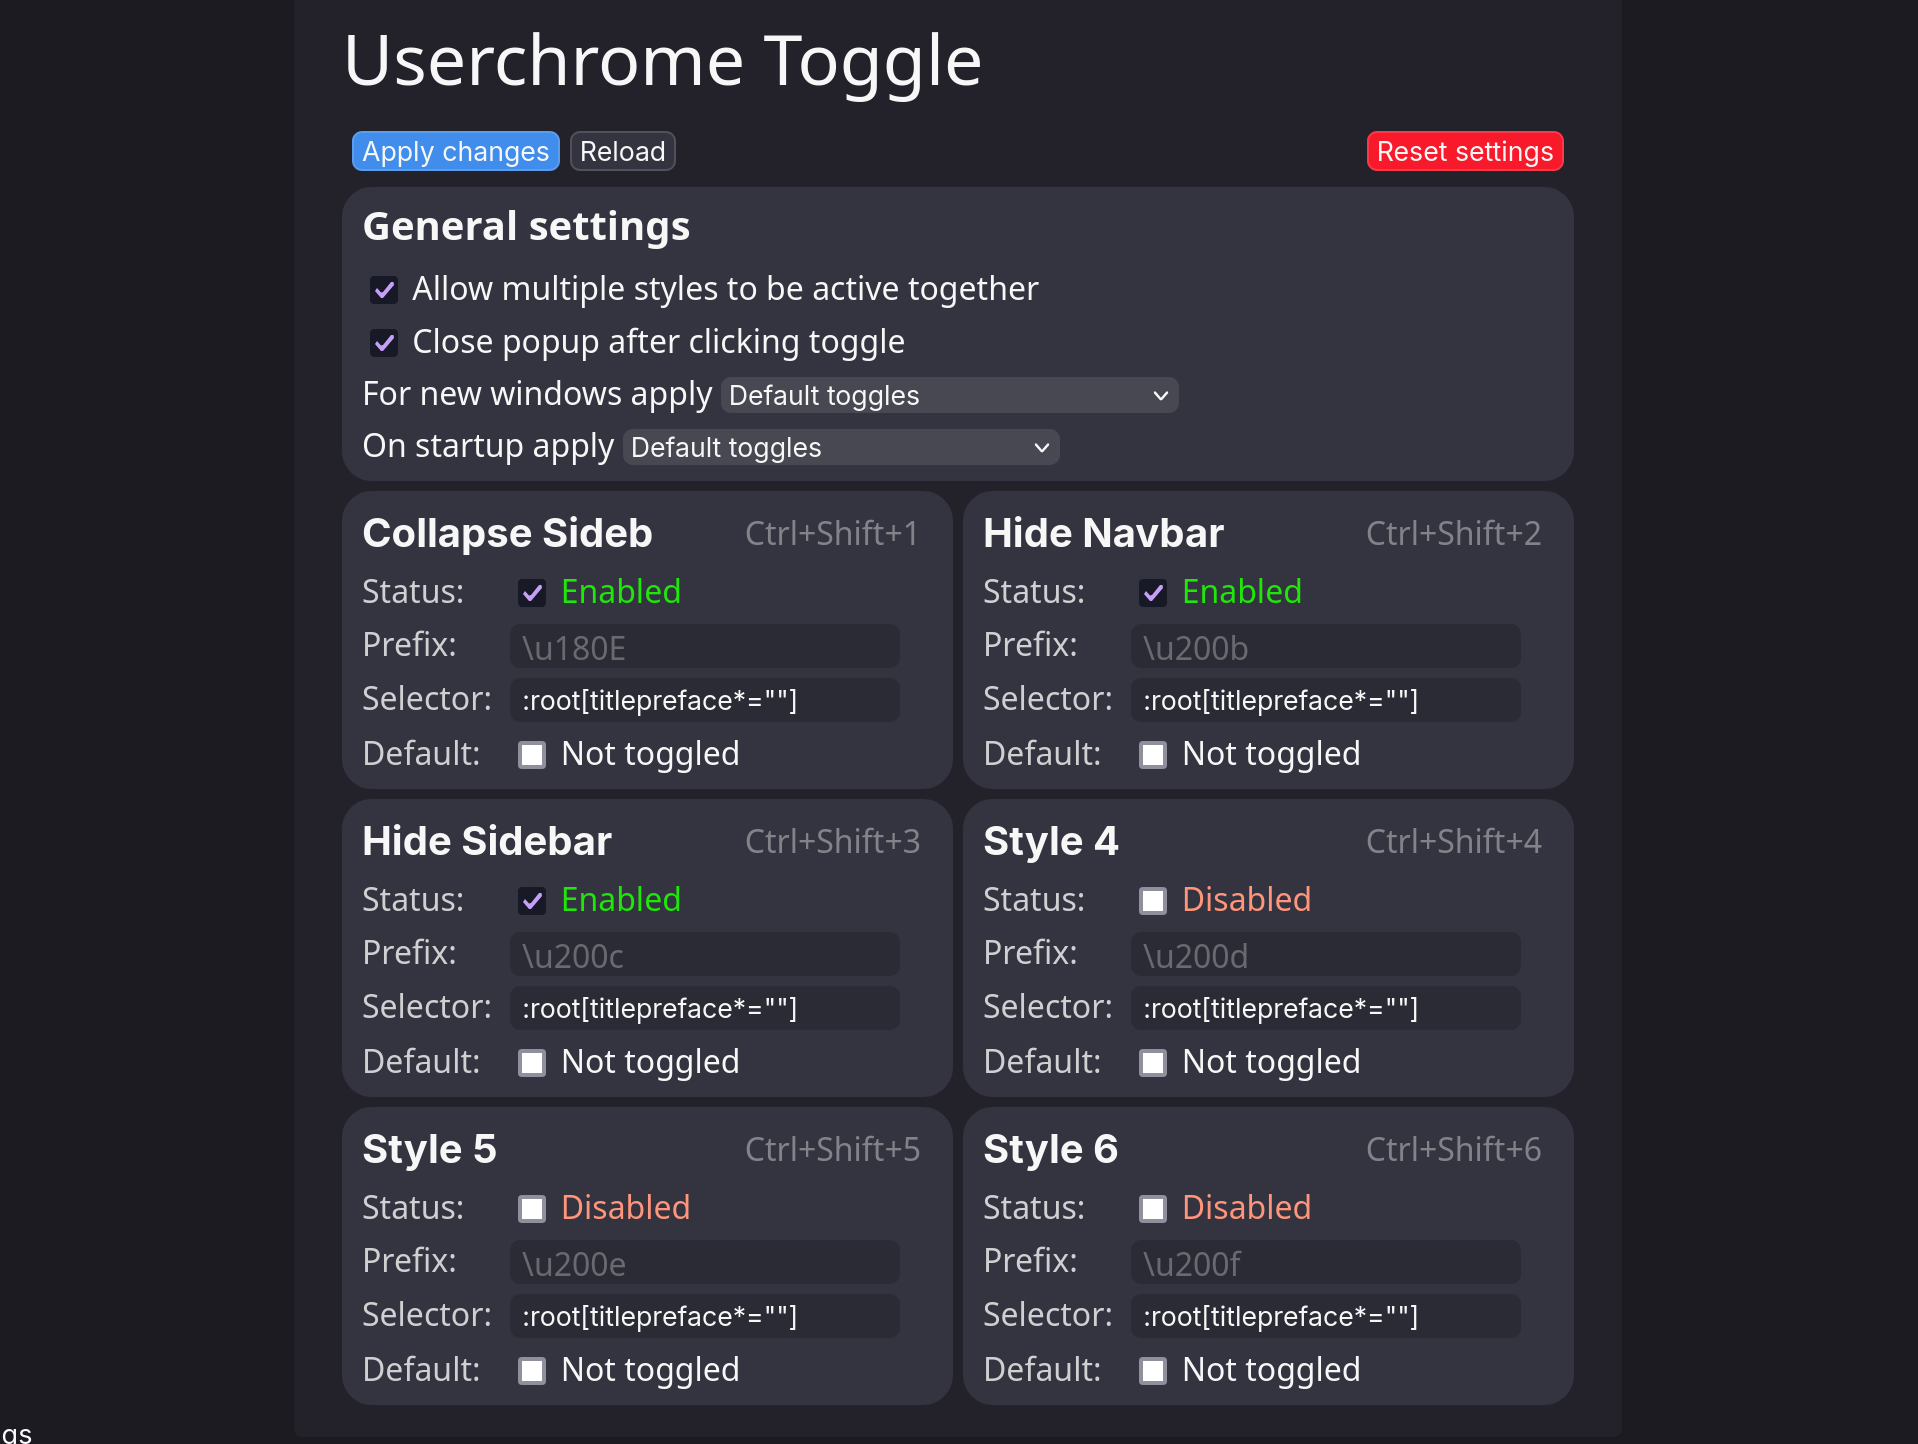 Userchrome Toggle
Apply changes Reload Reset settings
General settings
Allow multiple styles to be active together
Close popup after clicking toggle
For new windows apply Default toggles
On startup apply Default toggles
Collapse Sideb Ctrl+Shift+1
Status: Enabled
Prefix: \u180E
Selector: :root[titlepreface*=""]
Default: Not toggled
Hide Navbar Ctrl+Shift+2
Status: Enabled
Prefix: \u200b
Selector: :root[titlepreface*=""]
Default: Not toggled
Hide Sidebar Ctrl+Shift+3
Status: Enabled
Prefix: \u200c
Selector: :root[titlepreface*=""]
Default: Not toggled
Style 4 Ctrl+Shift+4
Status: Disabled
Prefix: \u200d
Selector: :root[titlepreface*=""]
Default: Not toggled
Style 5 Ctrl+Shift+5
Status: Disabled
Prefix: \u200e
Selector: :root[titlepreface*=""]
Default: Not toggled
Style 6 Ctrl+Shift+6
Status: Disabled
Prefix: \u200f
Selector: :root[titlepreface*=""]
Default: Not toggled
gs